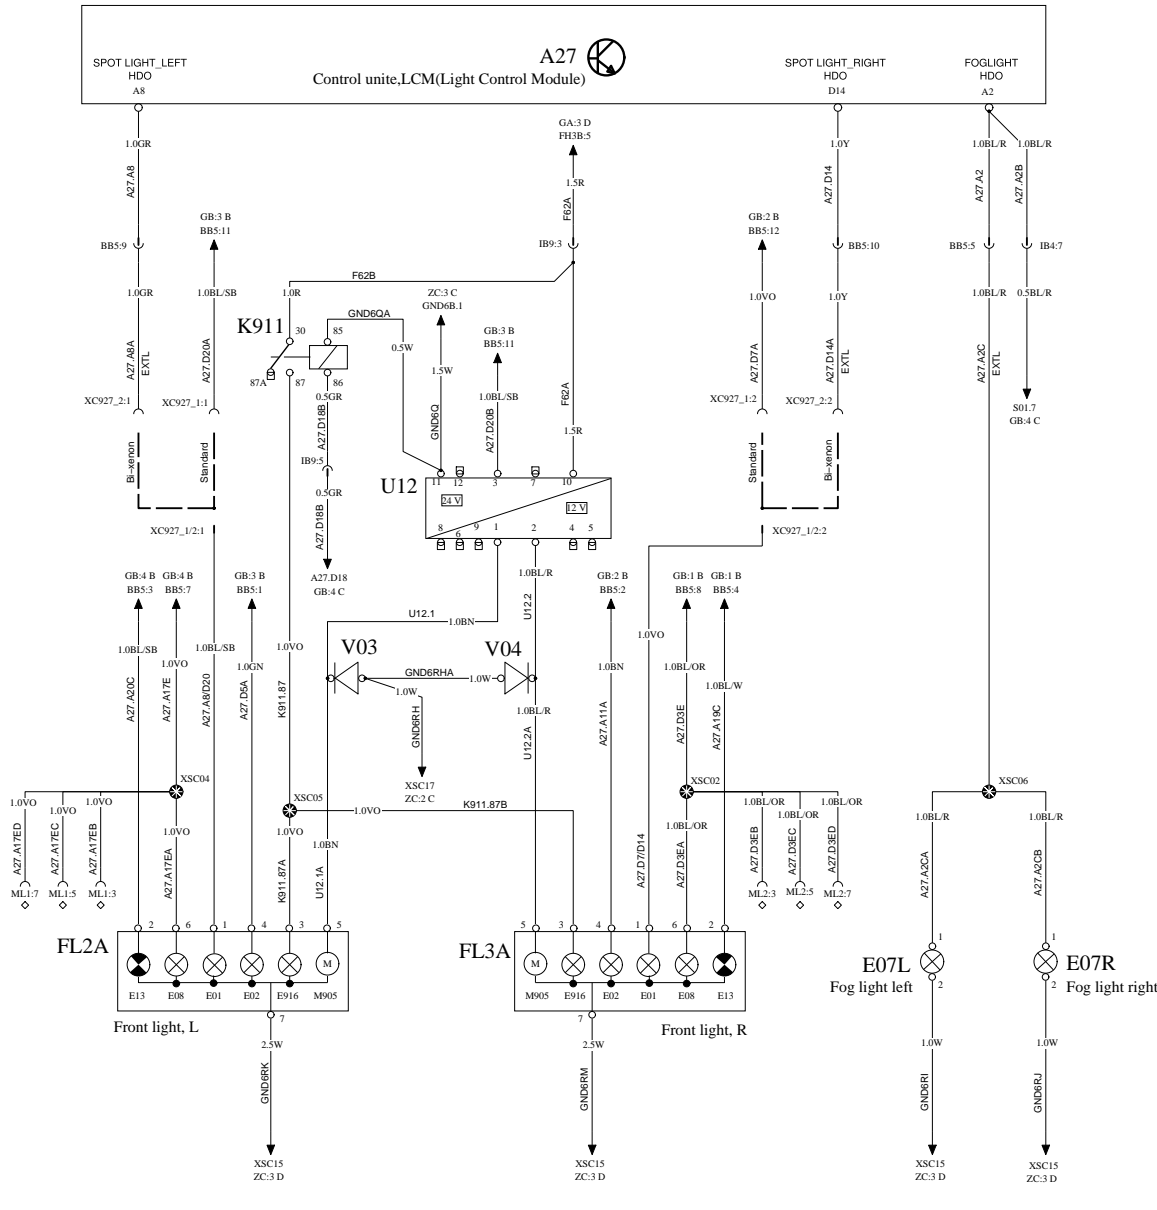 A27
Control unite,LCM(Light Control Module)
SPOT LIGHT_LEFT
HDO
A8
SPOT LIGHT_RIGHT
HDO
D14
FOGLIGHT
HDO
A2
GA:3 D
FH3B:5
1.0GR
1.0Y
1.0BL/R
1.0BL/R
A27.A8
1.5R
F62A
A27.D14
A27.A2
A27.A2B
GB:3 B
BB5:11
GB:2 B
BB5:12
BB5:9
IB9:3
BB5:10
BB5:5
IB4:7
F62B
1.0GR
1.0BL/SB
1.0R
ZC:3 C
GND6B.1
1.0VO
1.0Y
1.0BL/R
0.5BL/R
GND6QA
K911
30
85
GB:3 B
BB5:11
0.5W
A27.A8A
EXTL
A27.D20A
1.5W
A27.D7A
A27.D14A
EXTL
A27.A2C
EXTL
87A
87
86
0.5GR
1.0BL/SB
F62A
XC927_2:1
XC927_1:1
XC927_1:2
XC927_2:2
S01.7
GB:4 C
A27.D18B
GND6Q
A27.D20B
1.5R
Bi-xenon
Standard
IB9:5
Standard
Bi-xenon
U12
11
12
3
7
10
0.5GR
24 V
12 V
A27.D18B
8
6
9
1
2
4
5
XC927_1/2:1
XC927_1/2:2
GB:4 B
BB5:3
GB:4 B
BB5:7
GB:3 B
BB5:1
A27.D18
GB:4 C
1.0BL/R
GB:2 B
BB5:2
GB:1 B
BB5:8
GB:1 B
BB5:4
U12.1
1.0BN
U12.2
1.0BL/SB
1.0VO
1.0VO
1.0GN
1.0VO
V03
V04
1.0BL/SB
1.0BN
1.0BL/OR
1.0BL/W
GND6RHA
1.0W
1.0W
A27.A20C
A27.A17E
A27.A8/D20
A27.D5A
K911.87
GND6RH
1.0BL/R
U12.2A
A27.A11A
A27.D3E
A27.A19C
XSC04
XSC17
ZC:2 C
XSC02
XSC06
1.0VO
1.0VO
1.0VO
XSC05
1.0VO
K911.87B
1.0BL/OR
1.0BL/OR
1.0BL/OR
1.0BL/R
1.0BL/R
1.0VO
1.0VO
1.0BN
1.0BL/OR
A27.A17ED
A27.A17EC
A27.A17EB
A27.A17EA
K911.87A
U12.1A
A27.D7/D14
A27.D3EA
A27.D3EB
A27.D3EC
A27.D3ED
A27.A2CA
A27.A2CB
ML1:7
ML1:5
ML1:3
ML2:3
ML2:5
ML2:7
FL2A
2
6
1
4
3
5
FL3A
5
3
4
1
6
2
1
1
M
M
E07L
Fog light left
E07R
Fog light right
2
2
E13
E08
E01
E02
E916
M905
M905
E916
E02
E01
E08
E13
Front light, L
7
7
Front light, R
2.5W
2.5W
1.0W
1.0W
GND6RK
GND6RM
GND6RI
GND6RJ
XSC15
ZC:3 D
XSC15
ZC:3 D
XSC15
ZC:3 D
XSC15
ZC:3 D